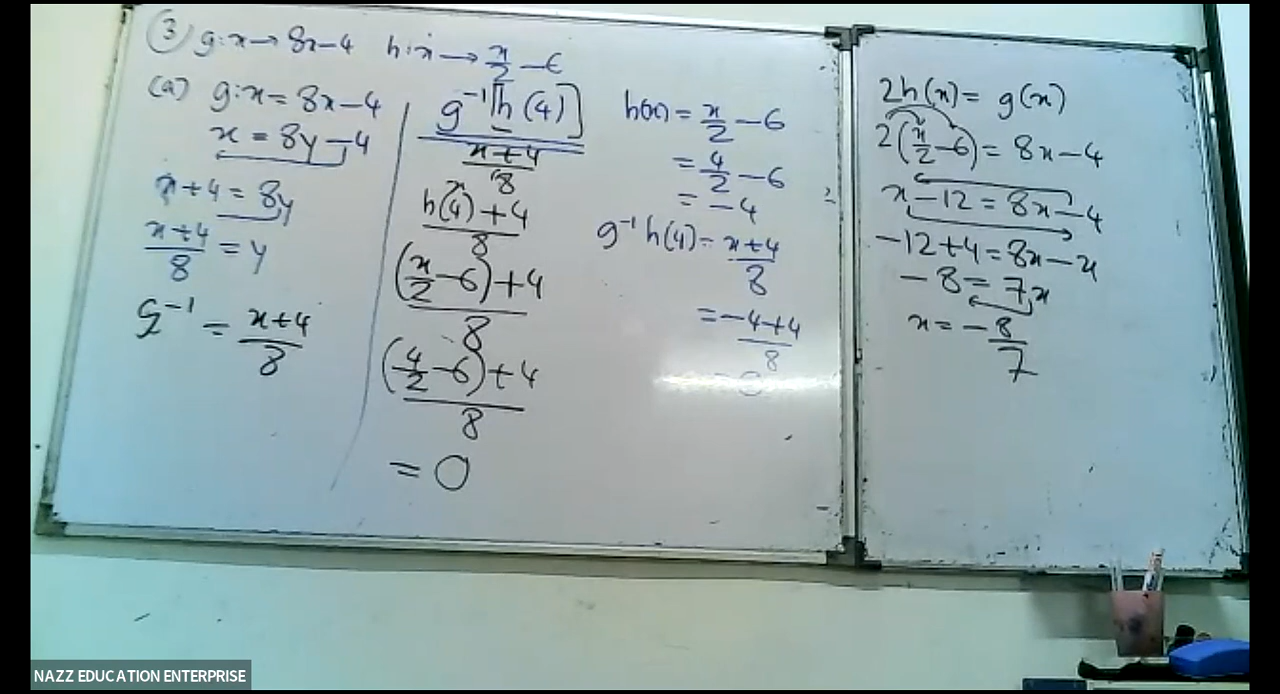 ③ g:x→8x-4 h:x→x/2-6
(a) g:x=8x-4
x=8y-4
x+4=8y
x+4/8=y
g⁻¹=x+4/8
g⁻¹[h(4)]
x+4/8
h(4)+4/8
(x/2-6)+4/8
(4/2-6)+4/8
=0
h(x)=x/2-6
=4/2-6
=-4
g⁻¹h(4)=x+4/8
=-4+4/8
=0
2h(x)=g(x)
2(x/2-6)=8x-4
x-12=8x-4
-12+4=8x-x
-8=7x
x=-8/7
NAZZ EDUCATION ENTERPRISE